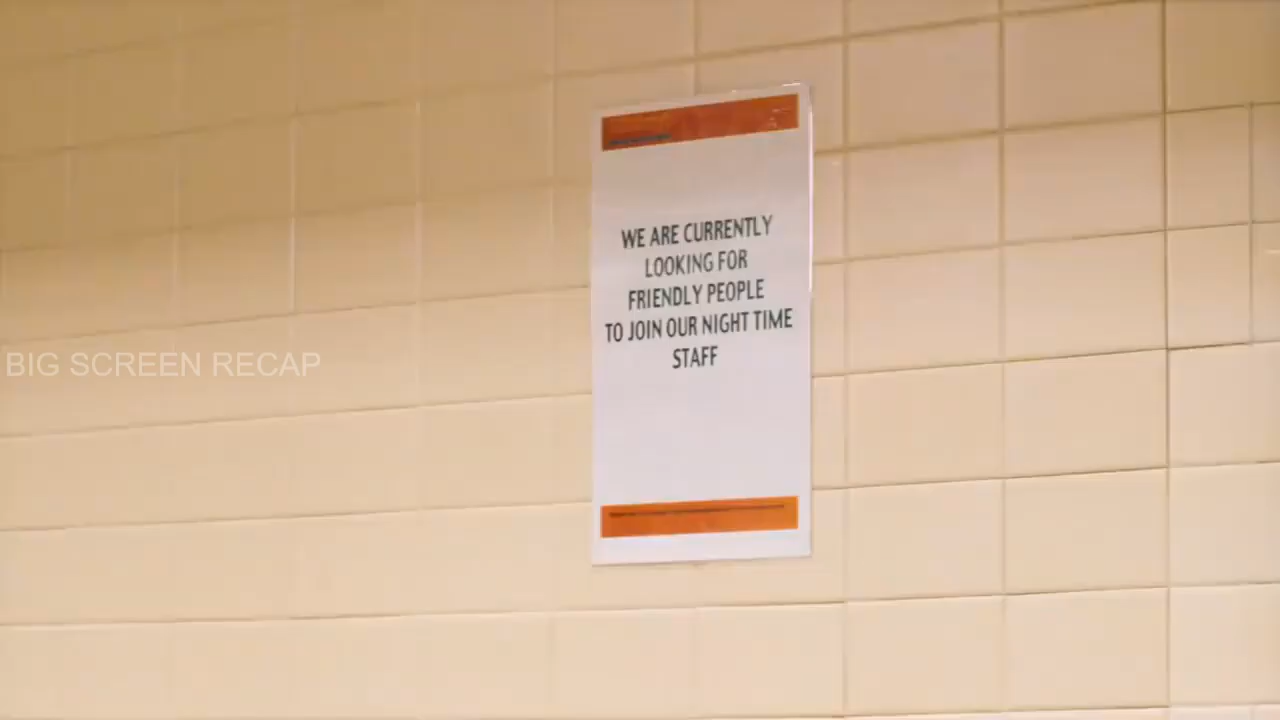 WE ARE CURRENTLY
LOOKING FOR
FRIENDLY PEOPLE
TO JOIN OUR NIGHT TIME
STAFF
BIG SCREEN RECAP